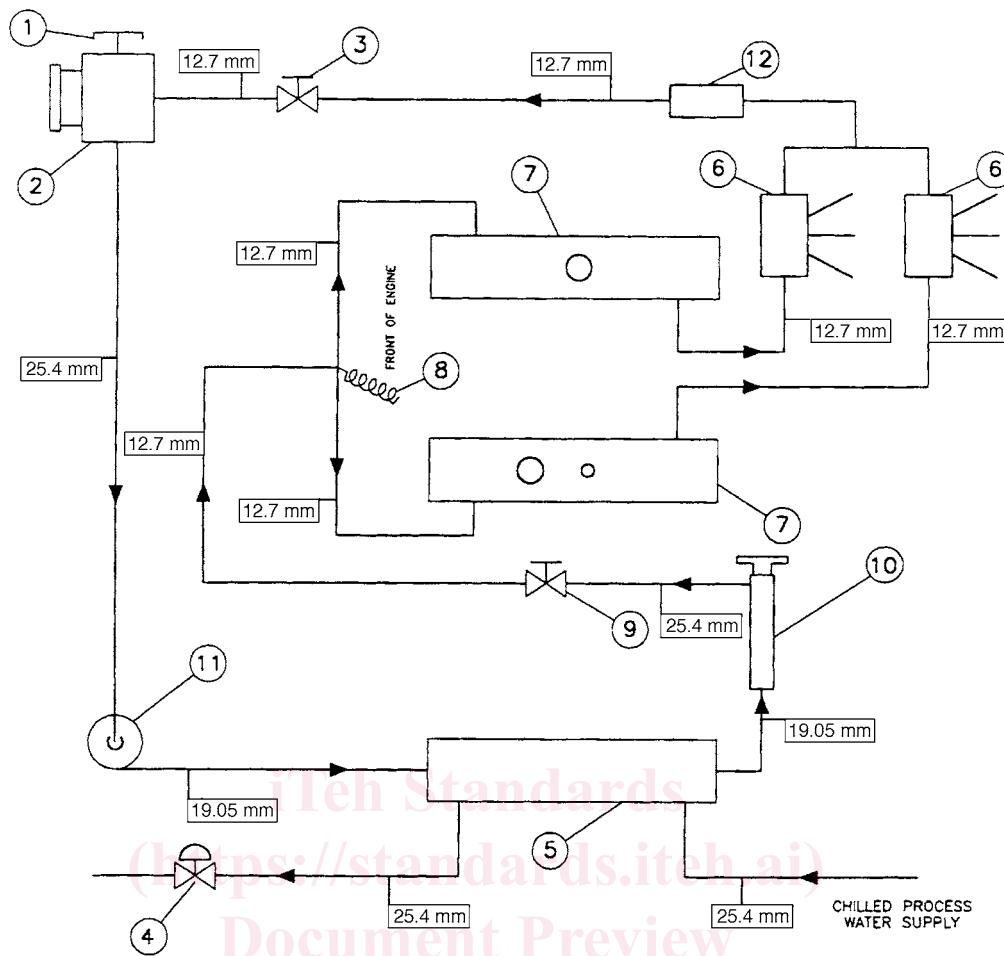 1
3
12
12.7 mm
12.7 mm
2
7
6
6
12.7 mm
FRONT OF ENGINE
12.7 mm
12.7 mm
25.4 mm
8
12.7 mm
12.7 mm
7
10
9
25.4 mm
11
19.05 mm
19.05 mm
iTeh Standards
5
(https://standards.iteh.ai)
4
25.4 mm
25.4 mm
CHILLED PROCESS
WATER SUPPLY
Document Preview